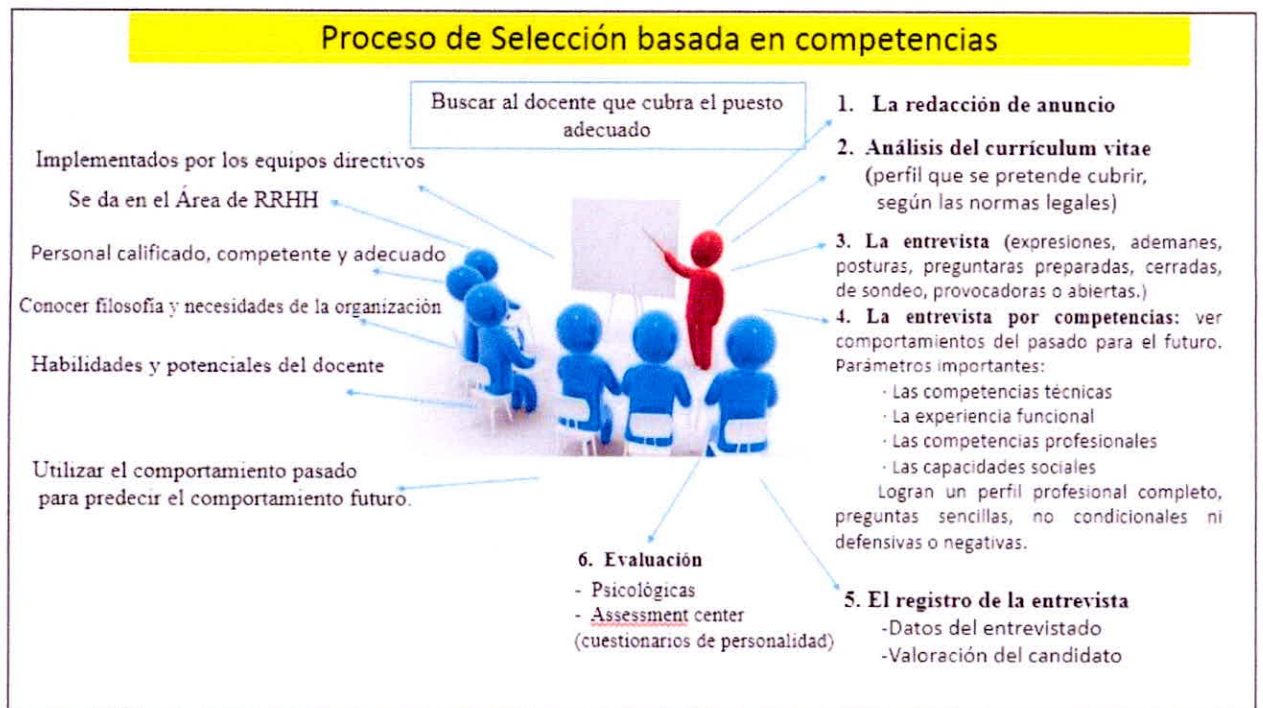 Proceso de Selección basada en competencias
Buscar al docente que cubra el puesto
adecuado
Implementados por los equipos directivos
Se da en el Área de RRHH
Personal calificado, competente y adecuado
Conocer filosofía y necesidades de la organización
Habilidades y potenciales del docente
Utilizar el comportamiento pasado
para predecir el comportamiento futuro.
1. La redacción de anuncio
2. Análisis del currículum vitae
(perfil que se pretende cubrir,
según las normas legales)
3. La entrevista (expresiones, ademanes,
posturas, preguntaras preparadas, cerradas,
de sondeo, provocadoras o abiertas.)
4. La entrevista por competencias: ver
comportamientos del pasado para el futuro.
Parámetros importantes:
· Las competencias técnicas
· La experiencia funcional
· Las competencias profesionales
· Las capacidades sociales
Logran un perfil profesional completo,
preguntas sencillas, no condicionales ni
defensivas o negativas.
5. El registro de la entrevista
-Datos del entrevistado
-Valoración del candidato
6. Evaluación
- Psicológicas
- Assessment center
(cuestionarios de personalidad)